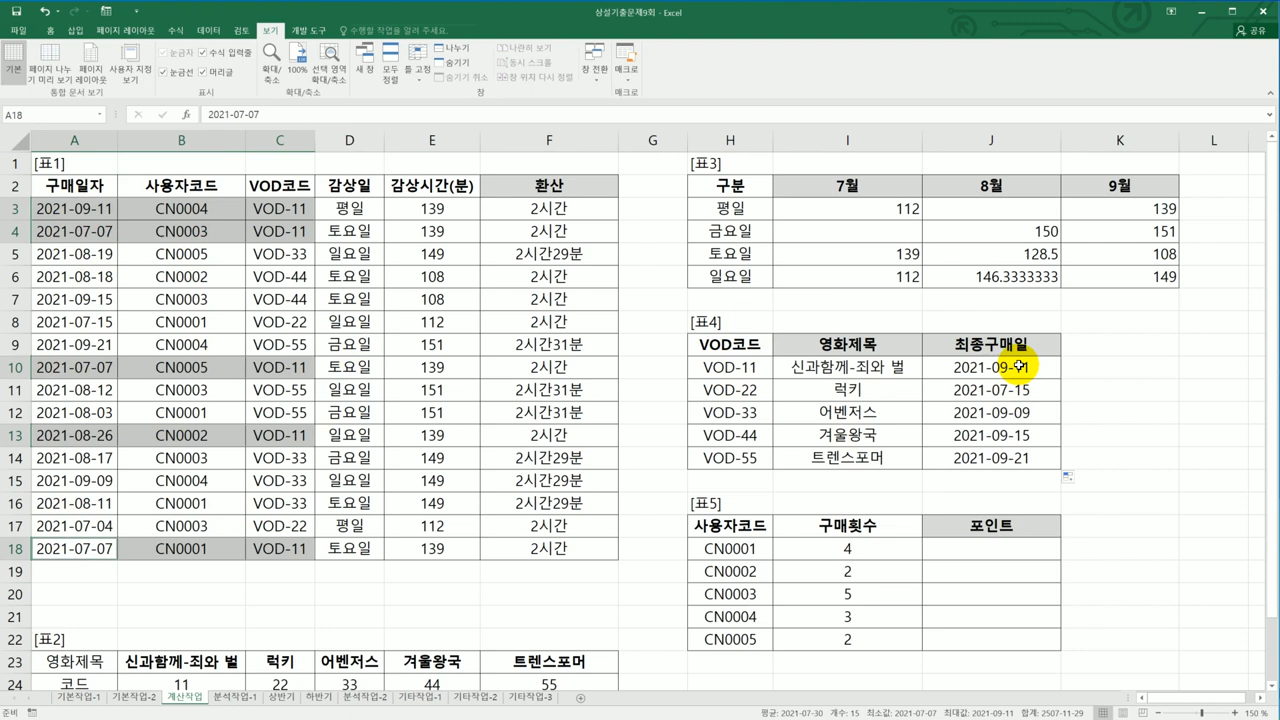 상설기출문제9회 - Excel
파일 홈 삽입 페이지 레이아웃 수식 데이터 검토 보기 개발 도구 수행할 작업을 알려 주세요. 공유
기본 페이지 나누기 미리 보기 페이지 레이아웃 사용자 지정 보기 눈금자 수식 입력줄 눈금선 머리글 확대/축소 100% 선택 영역 확대/축소 새 창 모두 정렬 틀 고정 나누기 숨기기 숨기기 취소 나란히 보기 동시 스크롤 창 위치 다시 정렬 창 전환 매크로
통합 문서 보기 표시 확대/축소 창 매크로
A18 fx 2021-07-07
A B C D E F G H I J K L
1 [표1] [표3]
2 구매일자 사용자코드 VOD코드 감상일 감상시간(분) 환산 구분 7월 8월 9월
3 2021-09-11 CN0004 VOD-11 평일 139 2시간 평일 112 139
4 2021-07-07 CN0003 VOD-11 토요일 139 2시간 금요일 150 151
5 2021-08-19 CN0005 VOD-33 일요일 149 2시간29분 토요일 139 128.5 108
6 2021-08-18 CN0002 VOD-44 토요일 108 2시간 일요일 112 146.3333333 149
7 2021-09-15 CN0003 VOD-44 토요일 108 2시간
8 2021-07-15 CN0001 VOD-22 일요일 112 2시간 [표4]
9 2021-09-21 CN0004 VOD-55 금요일 151 2시간31분 VOD코드 영화제목 최종구매일
10 2021-07-07 CN0005 VOD-11 토요일 139 2시간 VOD-11 신과함께-죄와 벌 2021-09-11
11 2021-08-12 CN0003 VOD-55 금요일 151 2시간31분 VOD-22 럭키 2021-07-15
12 2021-08-03 CN0001 VOD-55 금요일 151 2시간31분 VOD-33 어벤저스 2021-09-09
13 2021-08-26 CN0002 VOD-11 일요일 139 2시간 VOD-44 겨울왕국 2021-09-15
14 2021-08-17 CN0003 VOD-33 금요일 149 2시간29분 VOD-55 트렌스포머 2021-09-21
15 2021-09-09 CN0004 VOD-33 일요일 149 2시간29분
16 2021-08-11 CN0001 VOD-33 토요일 149 2시간29분 [표5]
17 2021-07-04 CN0003 VOD-22 평일 112 2시간 사용자코드 구매횟수 포인트
18 2021-07-07 CN0001 VOD-11 토요일 139 2시간 CN0001 4
19 CN0002 2
20 CN0003 5
21 CN0004 3
22 [표2] CN0005 2
23 영화제목 신과함께-죄와 벌 럭키 어벤저스 겨울왕국 트렌스포머
24 코드 11 22 33 44 55
기본작업-1 기본작업-2 계산작업 분석작업-1 상반기 하반기 분석작업-2 기타작업-1 기타작업-2 기타작업-3
준비 평균: 2021-07-30 개수: 15 최소값: 2021-07-07 최대값: 2021-09-11 합계: 2507-11-29 150 %